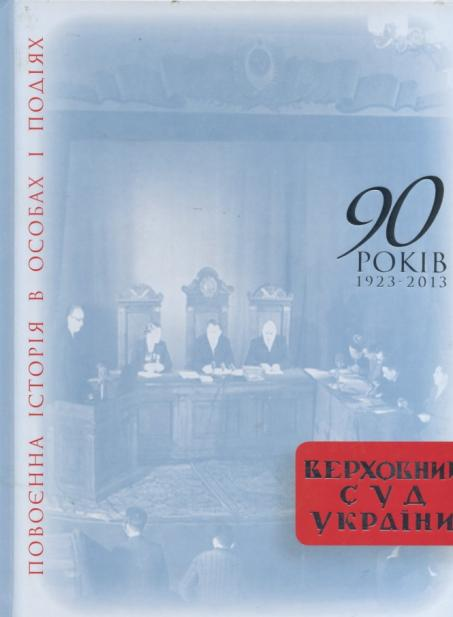 ПОВОЄННА ІСТОРІЯ В ОСОБАХ І ПОДІЯХ
90
РОКІВ
1923-2013
ВЕРХОВНИЙ
СУД
УКРАЇНИ